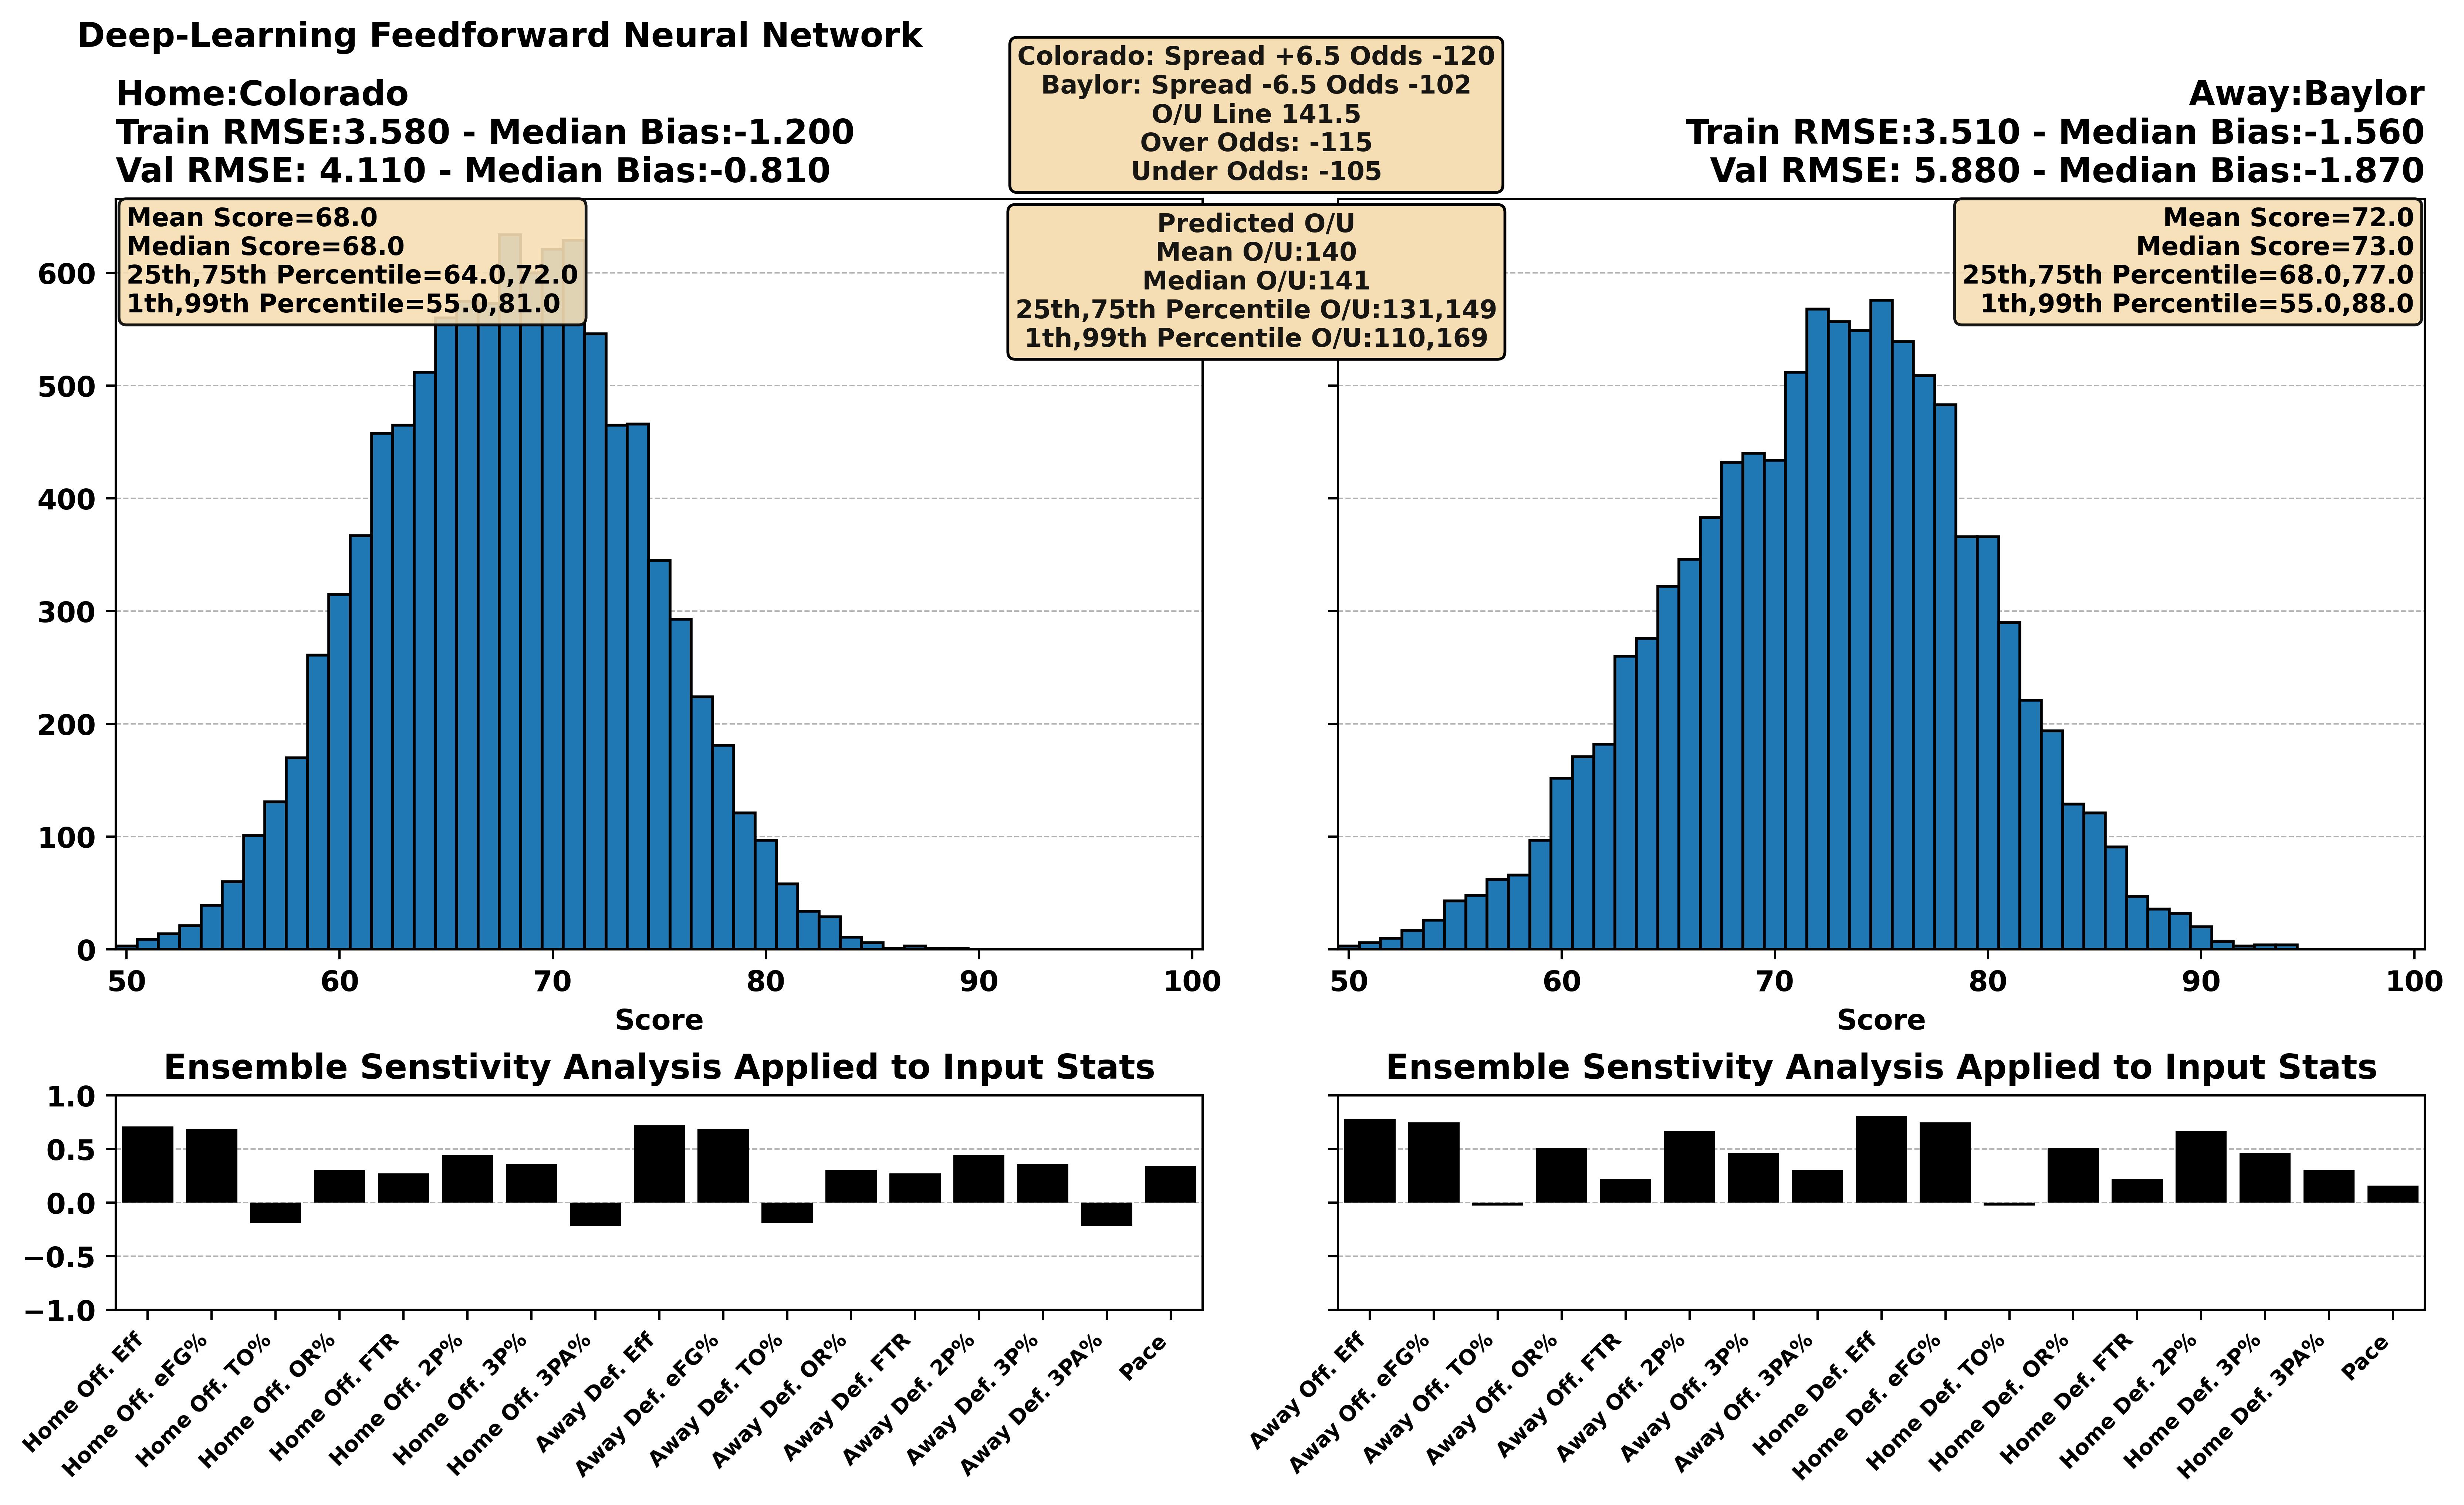 Deep-Learning Feedforward Neural Network
Home:Colorado
Train RMSE:3.580 - Median Bias:-1.200
Val RMSE: 4.110 - Median Bias:-0.810
Colorado: Spread +6.5 Odds -120
Baylor: Spread -6.5 Odds -102
O/U Line 141.5
Over Odds: -115
Under Odds: -105
Away:Baylor
Train RMSE:3.510 - Median Bias:-1.560
Val RMSE: 5.880 - Median Bias:-1.870
Mean Score=68.0
Median Score=68.0
25th,75th Percentile=64.0,72.0
1th,99th Percentile=55.0,81.0
Predicted O/U
Mean O/U:140
Median O/U:141
25th,75th Percentile O/U:131,149
1th,99th Percentile O/U:110,169
Mean Score=72.0
Median Score=73.0
25th,75th Percentile=68.0,77.0
1th,99th Percentile=55.0,88.0
600
500
400
300
200
100
0
50 60 70 80 90 100
Score
50 60 70 80 90 100
Score
Ensemble Senstivity Analysis Applied to Input Stats
1.0
0.5
0.0
−0.5
−1.0
Home Off. Eff
Home Off. eFG%
Home Off. TO%
Home Off. OR%
Home Off. FTR
Home Off. 2P%
Home Off. 3P%
Home Off. 3PA%
Away Def. Eff
Away Def. eFG%
Away Def. TO%
Away Def. OR%
Away Def. FTR
Away Def. 2P%
Away Def. 3P%
Away Def. 3PA%
Pace
Ensemble Senstivity Analysis Applied to Input Stats
Away Off. Eff
Away Off. eFG%
Away Off. TO%
Away Off. OR%
Away Off. FTR
Away Off. 2P%
Away Off. 3P%
Away Off. 3PA%
Home Def. Eff
Home Def. eFG%
Home Def. TO%
Home Def. OR%
Home Def. FTR
Home Def. 2P%
Home Def. 3P%
Home Def. 3PA%
Pace